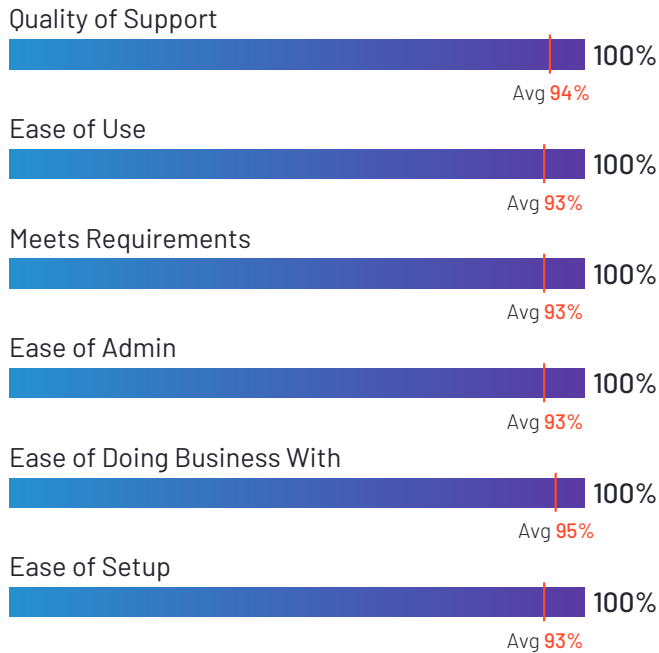 Quality of Support
100%
Avg 94%
Ease of Use
100%
Avg 93%
Meets Requirements
100%
Avg 93%
Ease of Admin
100%
Avg 93%
Ease of Doing Business With
100%
Avg 95%
Ease of Setup
100%
Avg 93%